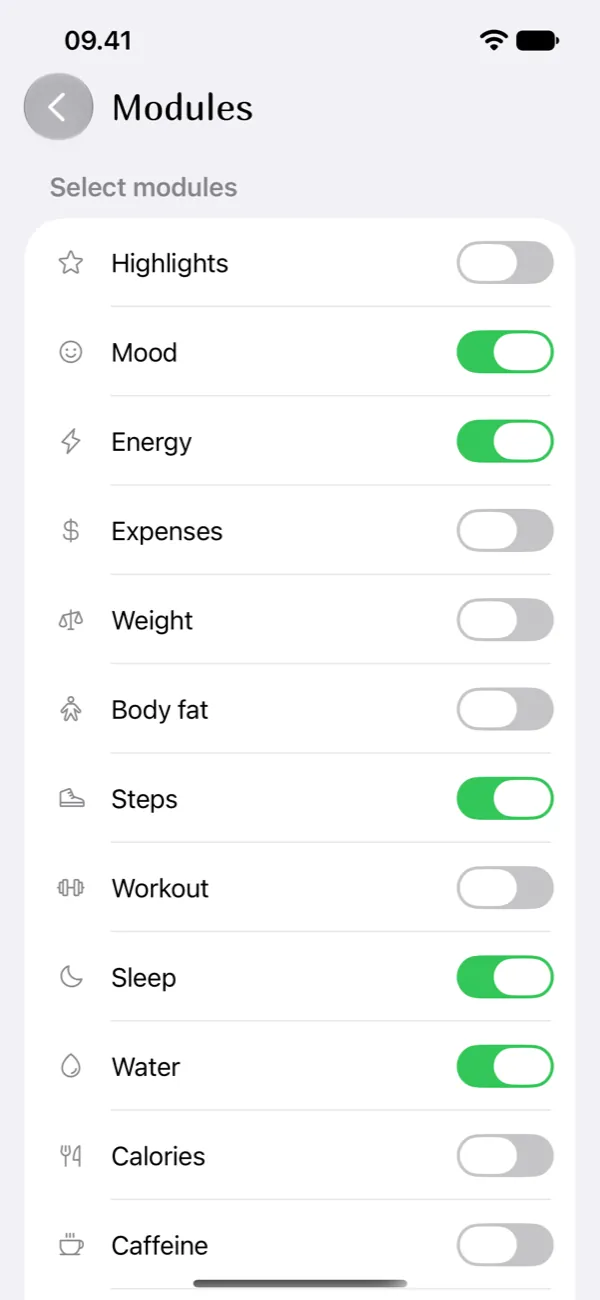 09.41
Modules
Select modules
Highlights
Mood
Energy
Expenses
Weight
Body fat
Steps
Workout
Sleep
Water
Calories
Caffeine